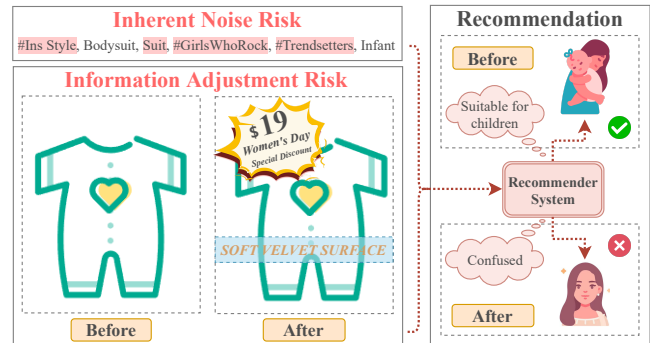 Inherent Noise Risk
#Ins Style, Bodysuit, Suit, #GirlsWhoRock, #Trendsetters, Infant
Information Adjustment Risk
$19
Women's Day
Special Discount
SOFT VELVET SURFACE
Before
After
Recommendation
Before
Suitable for
children
Recommender
System
Confused
After